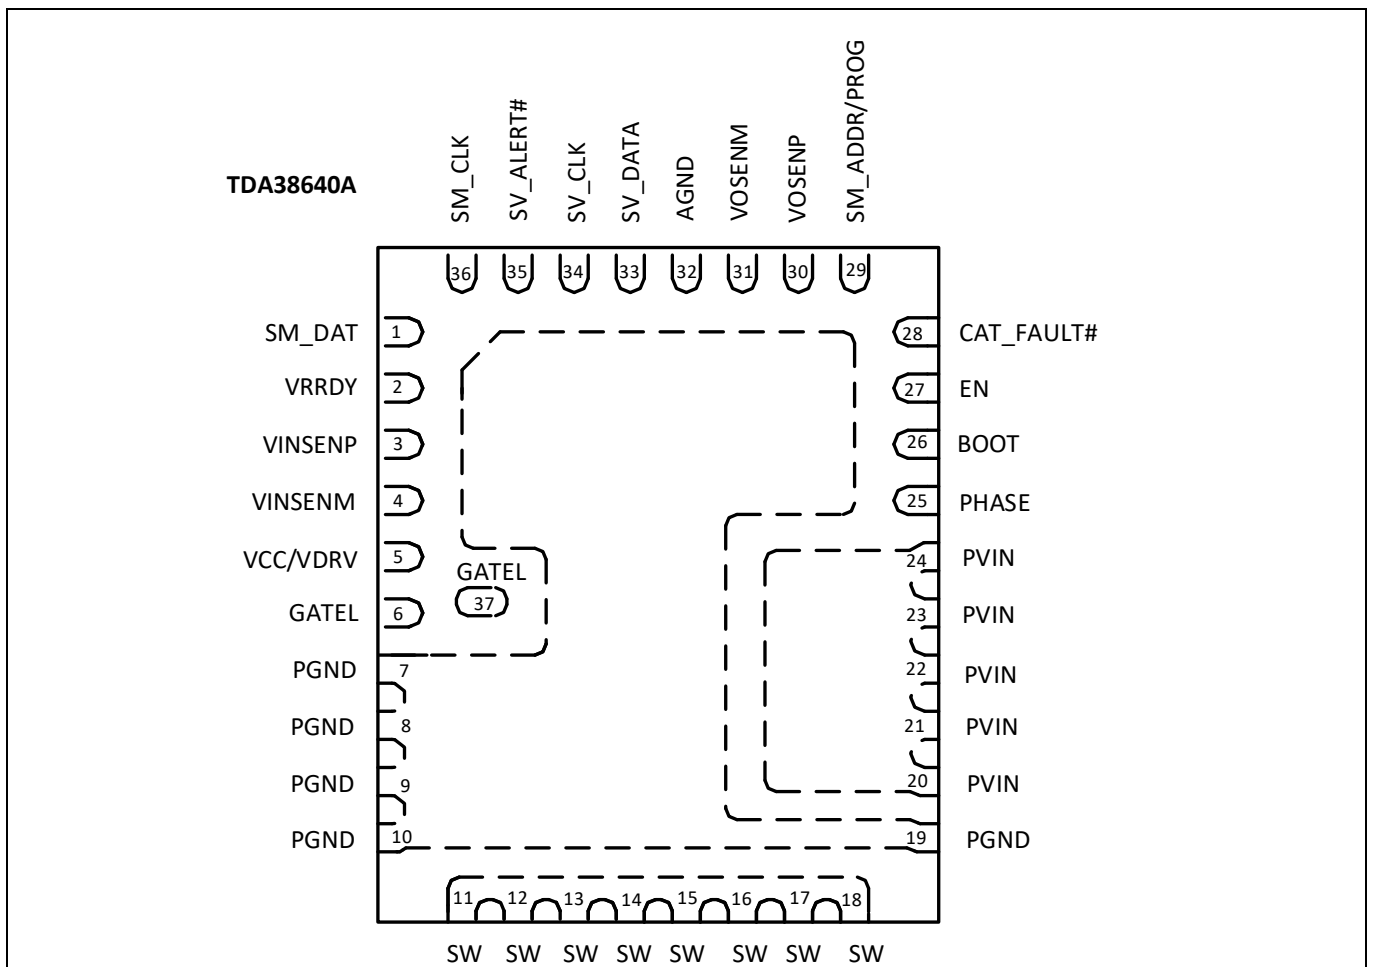 TDA38640A
SM_CLK
SV_ALERT#
SV_CLK
SV_DATA
AGND
VOSENM
VOSENP
SM_ADDR/PROG
36
35
34
33
32
31
30
29
SM_DAT 1
VRRDY 2
VINSENP 3
VINSENM 4
VCC/VDRV 5
GATEL 6
PGND 7
PGND 8
PGND 9
PGND 10
GATEL
37
28 CAT_FAULT#
27 EN
26 BOOT
25 PHASE
24 PVIN
23 PVIN
22 PVIN
21 PVIN
20 PVIN
19 PGND
11 12 13 14 15 16 17 18
SW SW SW SW SW SW SW SW